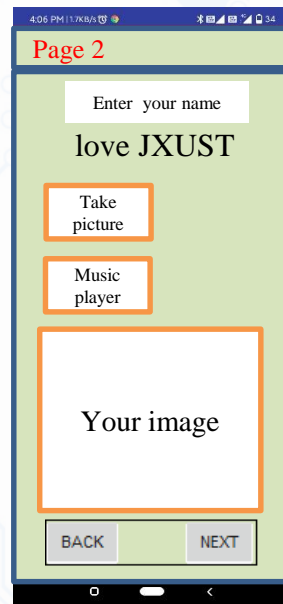 4:06 PM | 1.7KB/s
34
Page 2
Enter your name
love JXUST
Take
picture
Music
player
Your image
BACK
NEXT